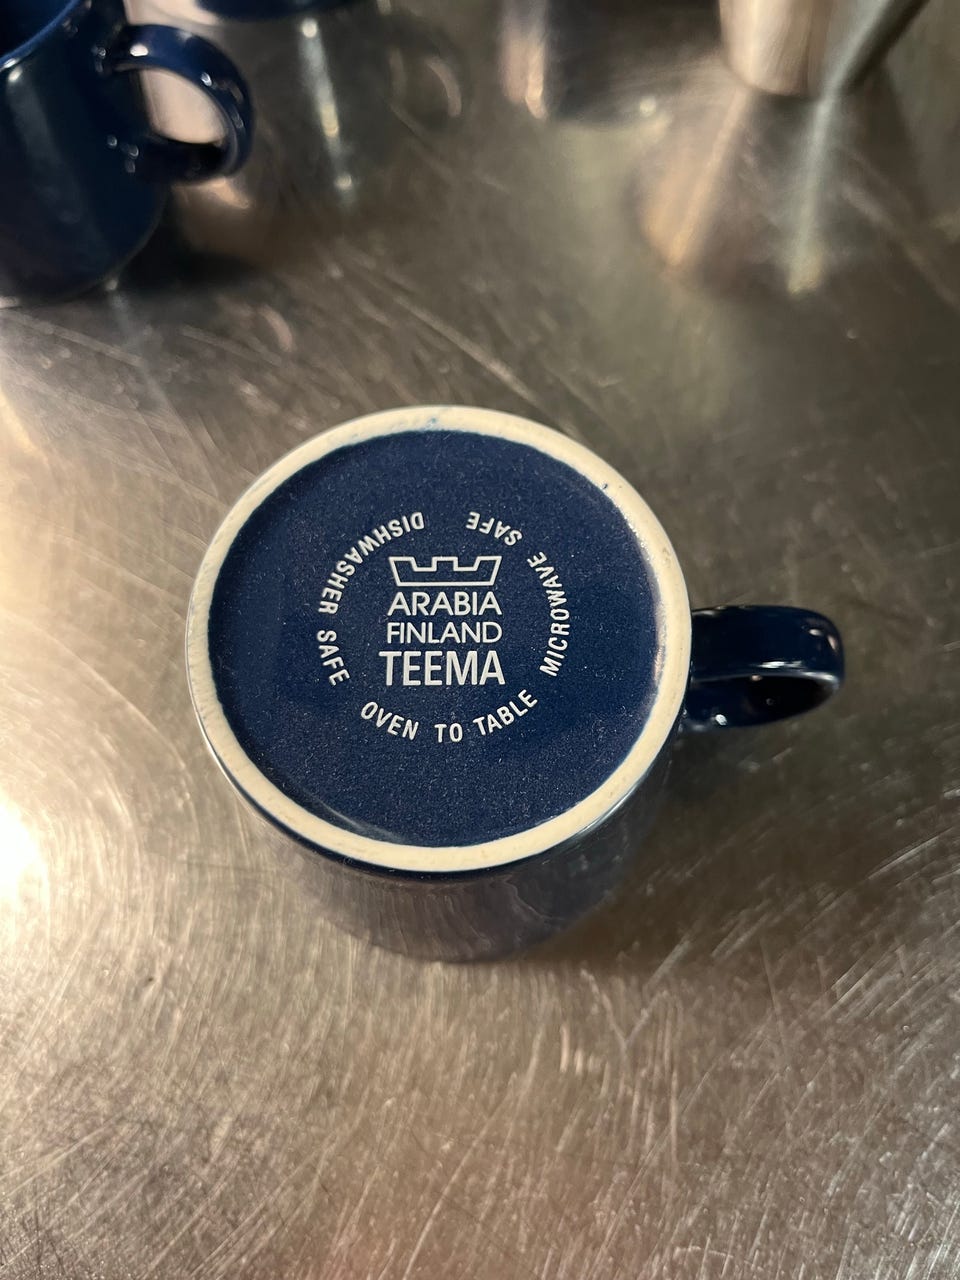 ARABIA
FINLAND
TEEMA
DISHWASHER SAFE
OVEN TO TABLE
MICROWAVE SAFE